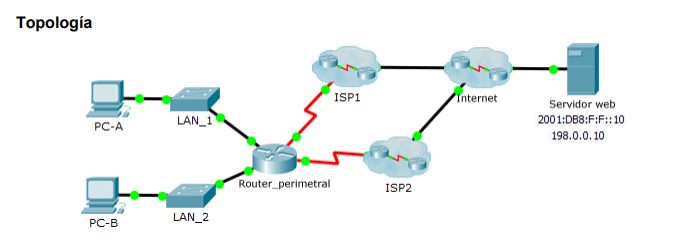 Topología
ISP1
Internet
Servidor web
2001:DB8:F:F::10
198.0.0.10
PC-A
LAN_1
Router_perimetral
ISP2
PC-B
LAN_2